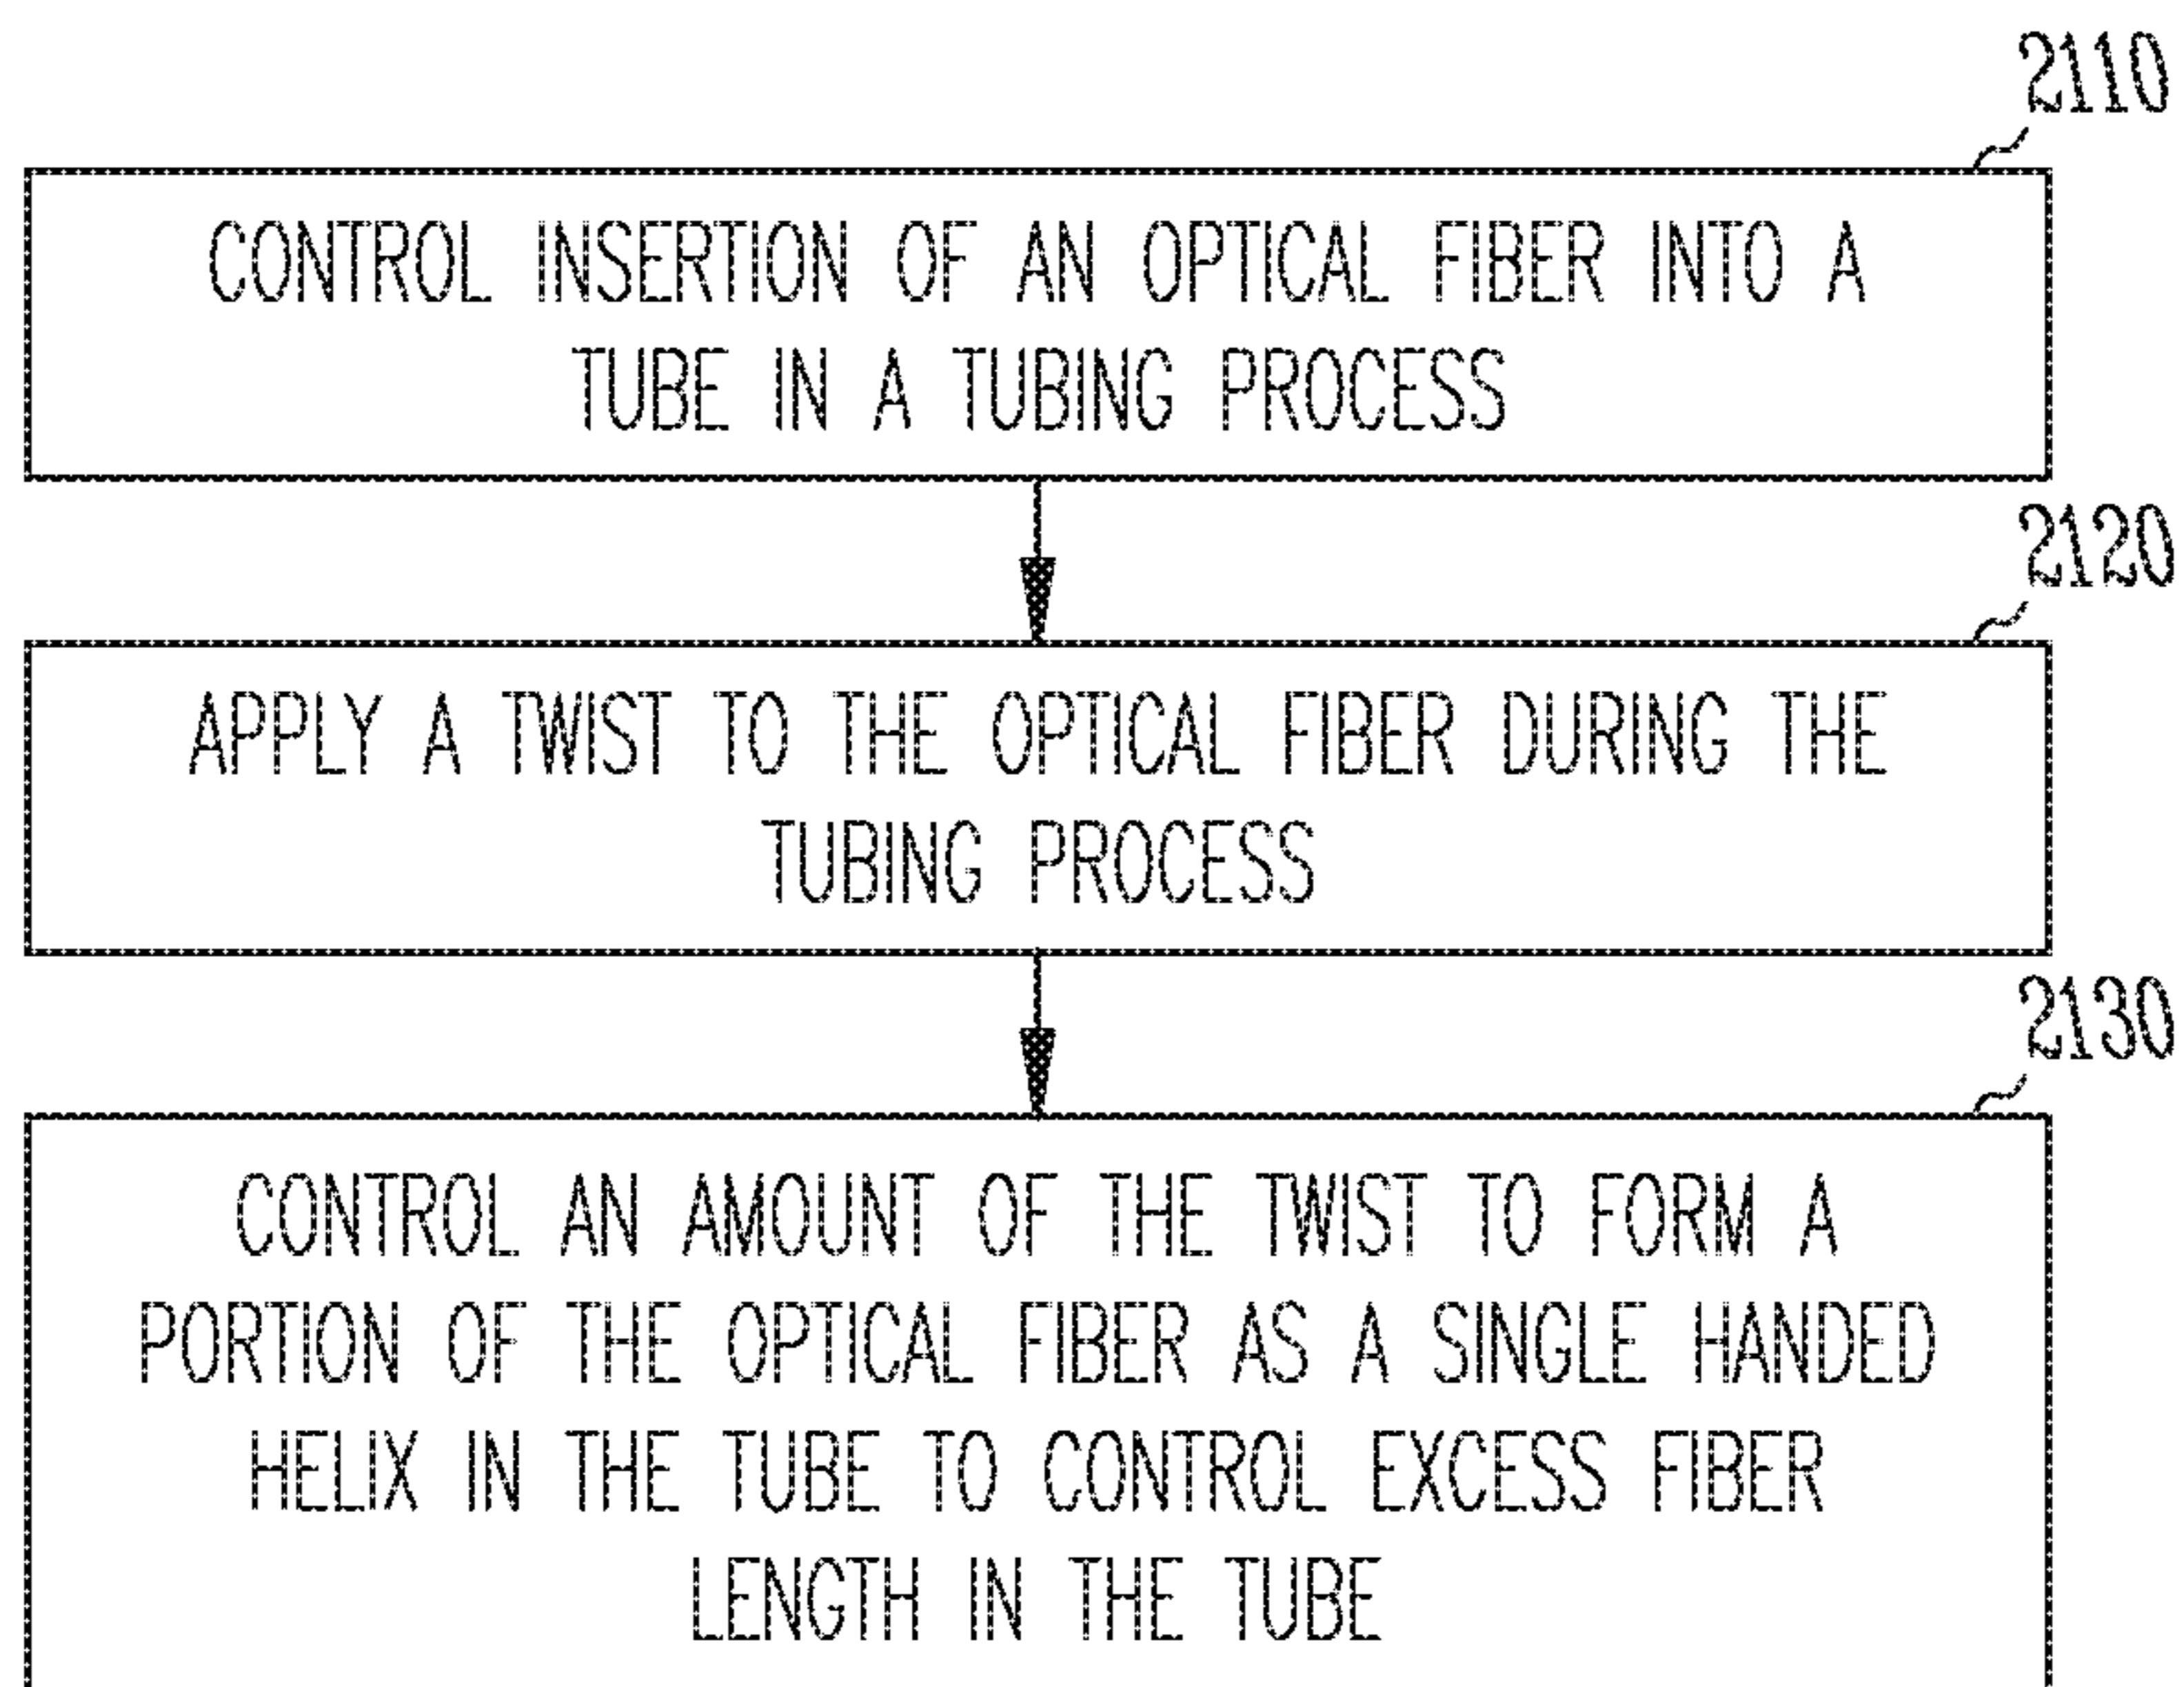 2110
CONTROL INSERTION OF AN OPTICAL FIBER INTO A
TUBE IN A TUBING PROCESS
2120
APPLY A TWIST TO THE OPTICAL FIBER DURING THE
TUBING PROCESS
2130
CONTROL AN AMOUNT OF THE TWIST TO FORM A
PORTION OF THE OPTICAL FIBER AS A SINGLE HANDED
HELIX IN THE TUBE TO CONTROL EXCESS FIBER
LENGTH IN THE TUBE